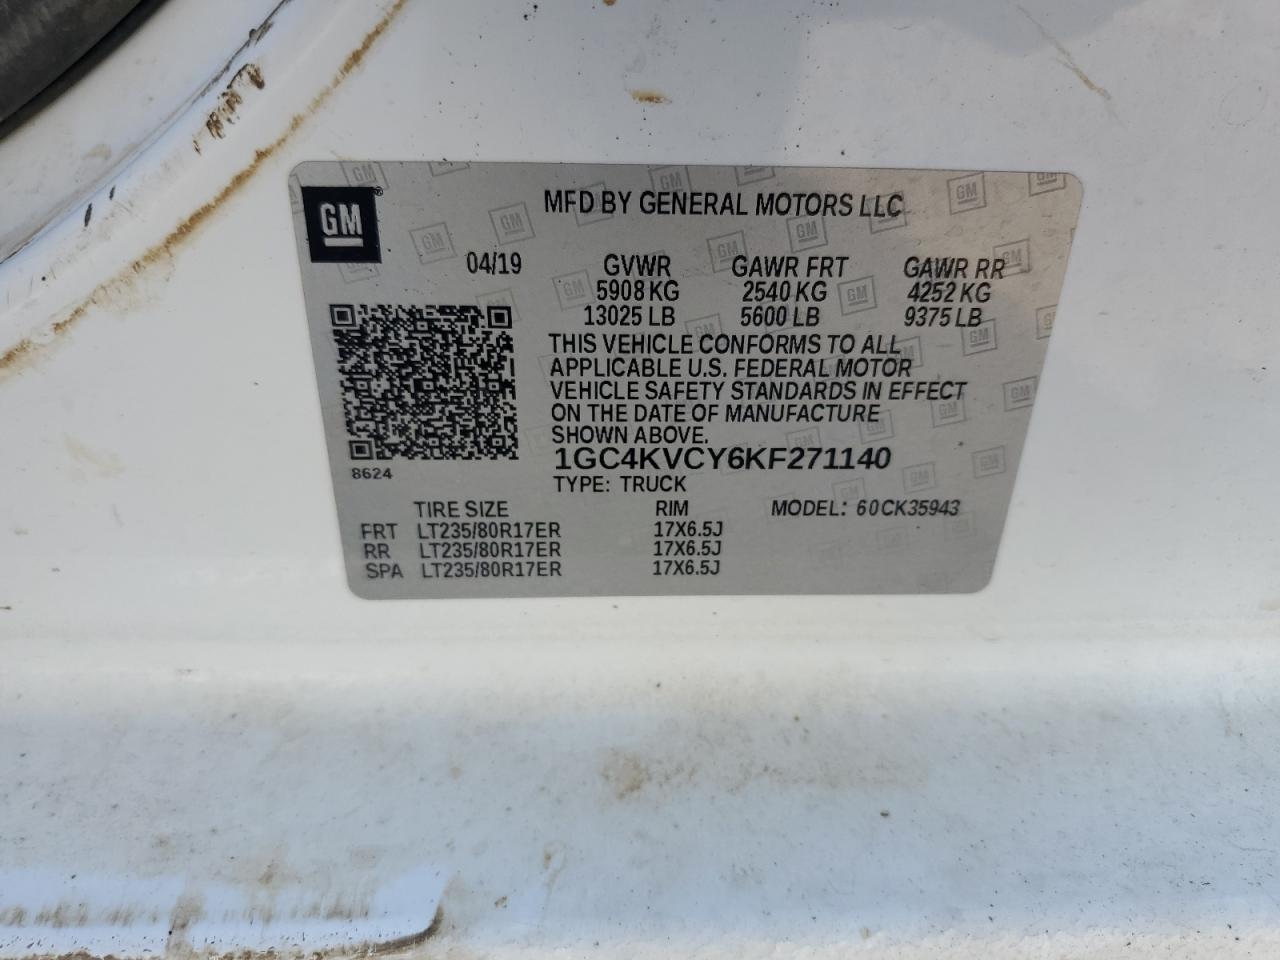 GM
MFD BY GENERAL MOTORS LLC
04/19 GVWR GAWR FRT GAWR RR
5908 KG 2540 KG 4252 KG
13025 LB 5600 LB 9375 LB
THIS VEHICLE CONFORMS TO ALL
APPLICABLE U.S. FEDERAL MOTOR
VEHICLE SAFETY STANDARDS IN EFFECT
ON THE DATE OF MANUFACTURE
SHOWN ABOVE.
8624
1GC4KVCY6KF271140
TYPE: TRUCK
TIRE SIZE RIM MODEL: 60CK35943
FRT LT235/80R17ER 17X6.5J
RR LT235/80R17ER 17X6.5J
SPA LT235/80R17ER 17X6.5J